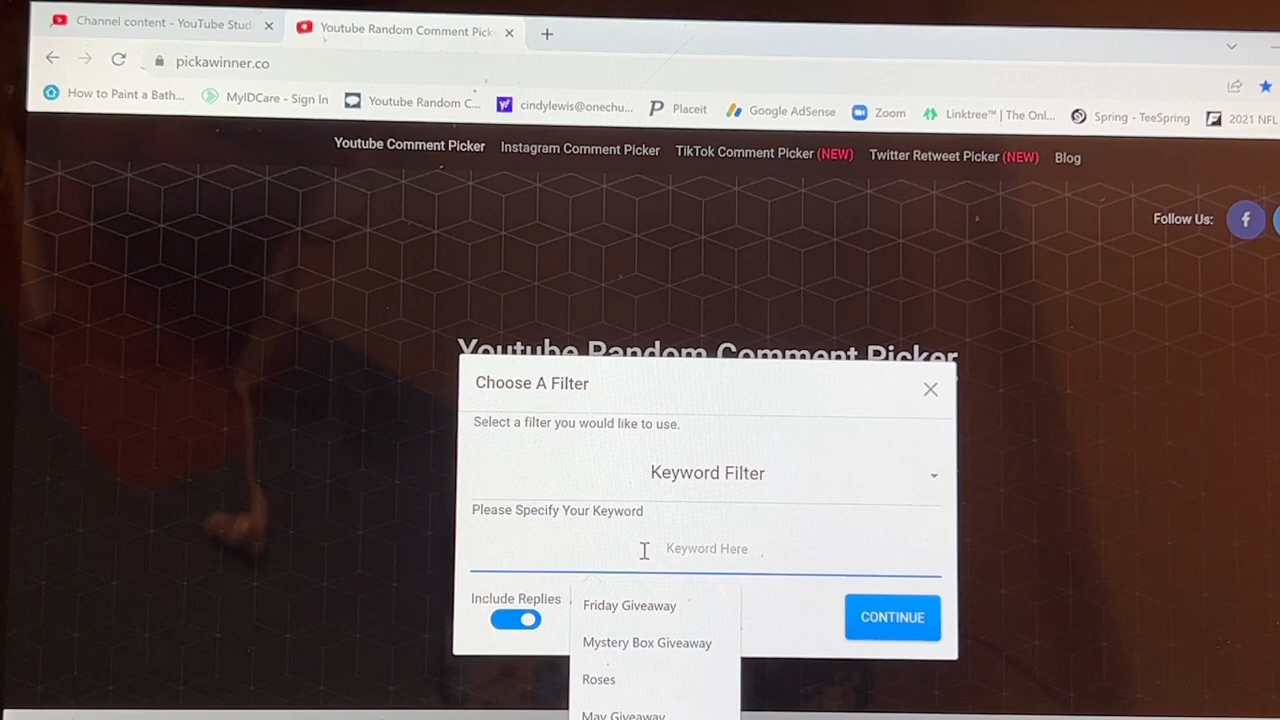 Channel content - YouTube Stud
Youtube Random Comment Pick
pickawinner.co
How to Paint a Bath...
MyIDCare - Sign In
Youtube Random C...
cindylewis@onechu...
Placeit
Google AdSense
Zoom
Linktree™ | The Onl...
Spring - TeeSpring
2021 NFL
Youtube Comment Picker
Instagram Comment Picker
TikTok Comment Picker (NEW)
Twitter Retweet Picker (NEW)
Blog
Follow Us:
Youtube Random Comment Picker
Choose A Filter
Select a filter you would like to use.
Keyword Filter
Please Specify Your Keyword
Keyword Here
Include Replies
Friday Giveaway
CONTINUE
Mystery Box Giveaway
Roses
May Giveaway